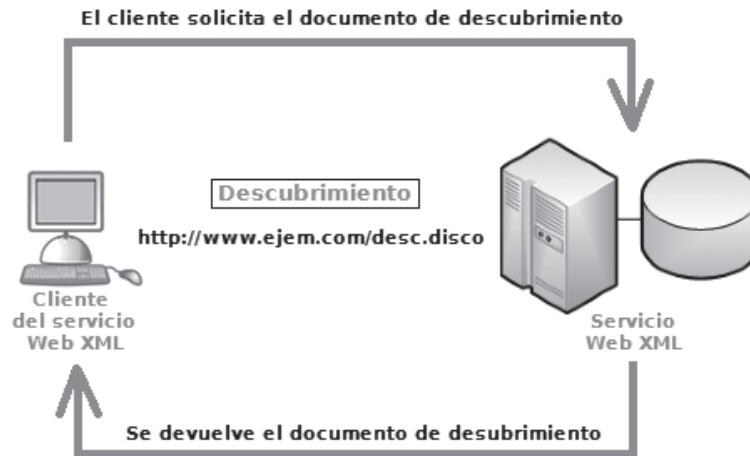 El cliente solicita el documento de descubrimiento
Descubrimiento
http://www.ejem.com/desc.disco
Cliente
del servicio
Web XML
Servicio
Web XML
Se devuelve el documento de desubrimiento